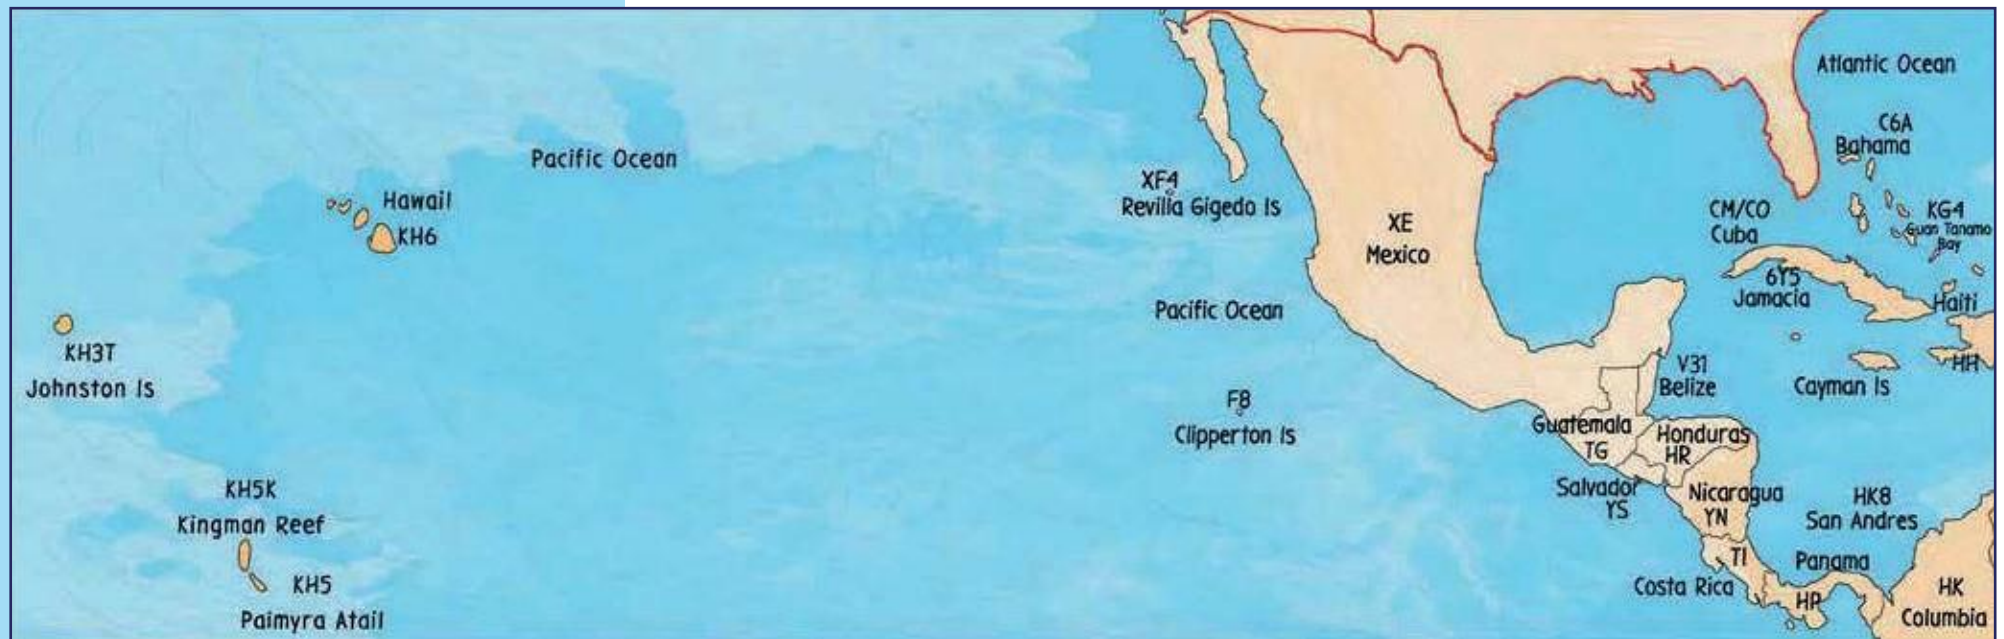 Atlantic Ocean
C6A
Bahama
Pacific Ocean
XF4
Revilla Gigedo Is
Hawail
KH6
XE
Mexico
CM/CO
Cuba
KG4
Guan Tanamo
Bay
6Y5
Jamacia
Haiti
Pacific Ocean
KH3T
Johnston Is
V31
Belize
Cayman Is
HH
F8
Clipperton Is
Guatemala
TG
Honduras
HR
KH5K
Kingman Reef
Salvador
YS
Nicaragua
YN
HK8
San Andres
TI
Panama
Costa Rica
KH5
Paimyra Atail
HP
HK
Columbia